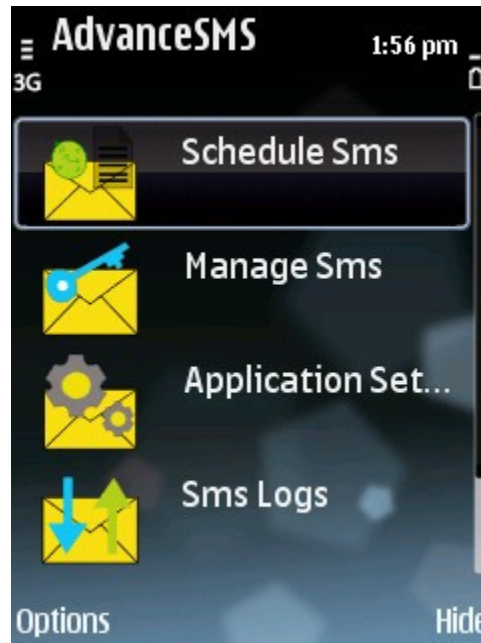 AdvanceSMS
1:56 pm
3G
Schedule Sms
Manage Sms
Application Set...
Sms Logs
Options
Hide